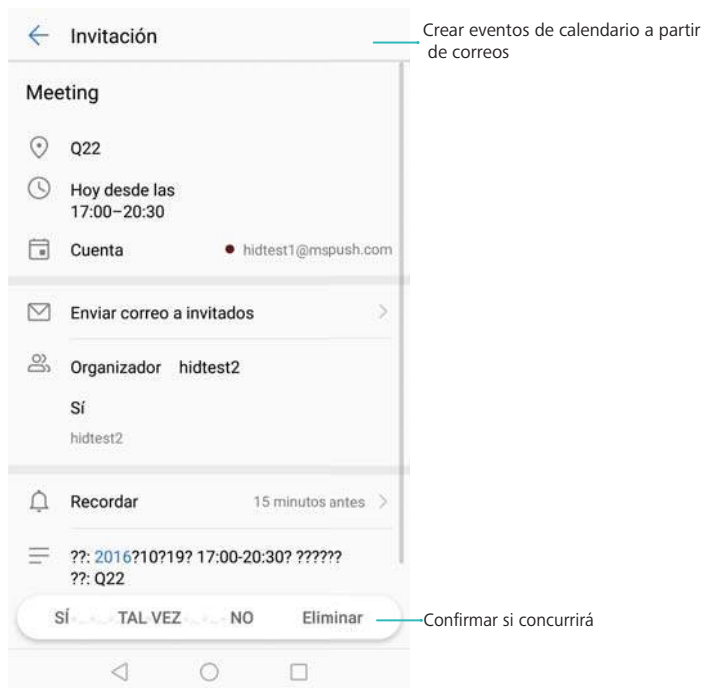 Invitación
Crear eventos de calendario a partir
de correos
Meeting
Q22
Hoy desde las
17:00–20:30
Cuenta hidtest1@mspush.com
Enviar correo a invitados
Organizador hidtest2
Sí
hidtest2
Recordar 15 minutos antes
??: 2016?10?19? 17:00-20:30? ??????
??: Q22
SÍ TAL VEZ NO Eliminar
Confirmar si concurrirá